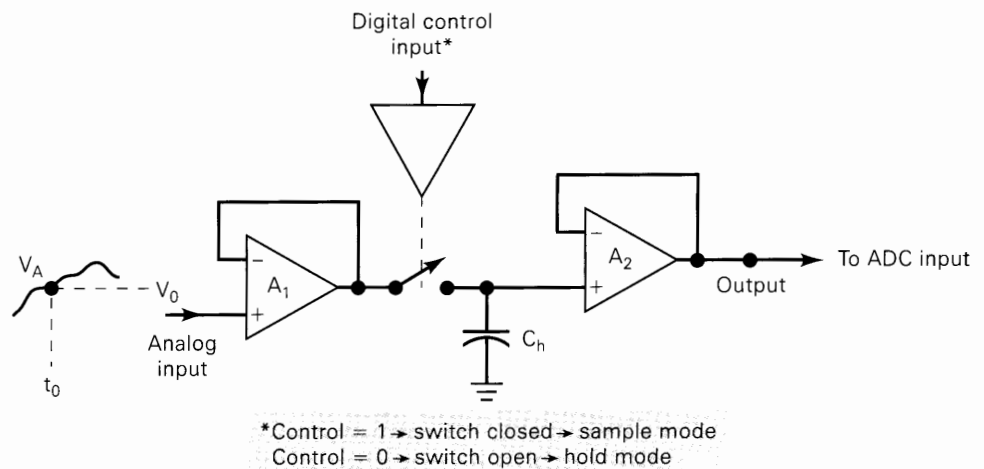 Digital control
input*
V_A
V_0
t_0
Analog
input
−
A_1
+
C_h
−
A_2
+
Output
To ADC input
*Control = 1 → switch closed → sample mode
Control = 0 → switch open → hold mode